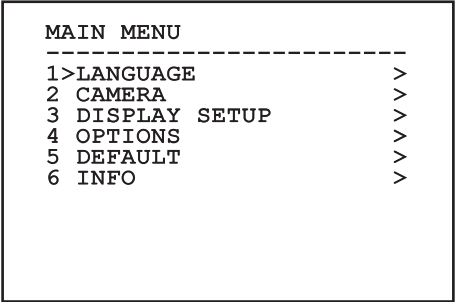 MAIN MENU
-------------------------
1>LANGUAGE >
2 CAMERA >
3 DISPLAY SETUP >
4 OPTIONS >
5 DEFAULT >
6 INFO >